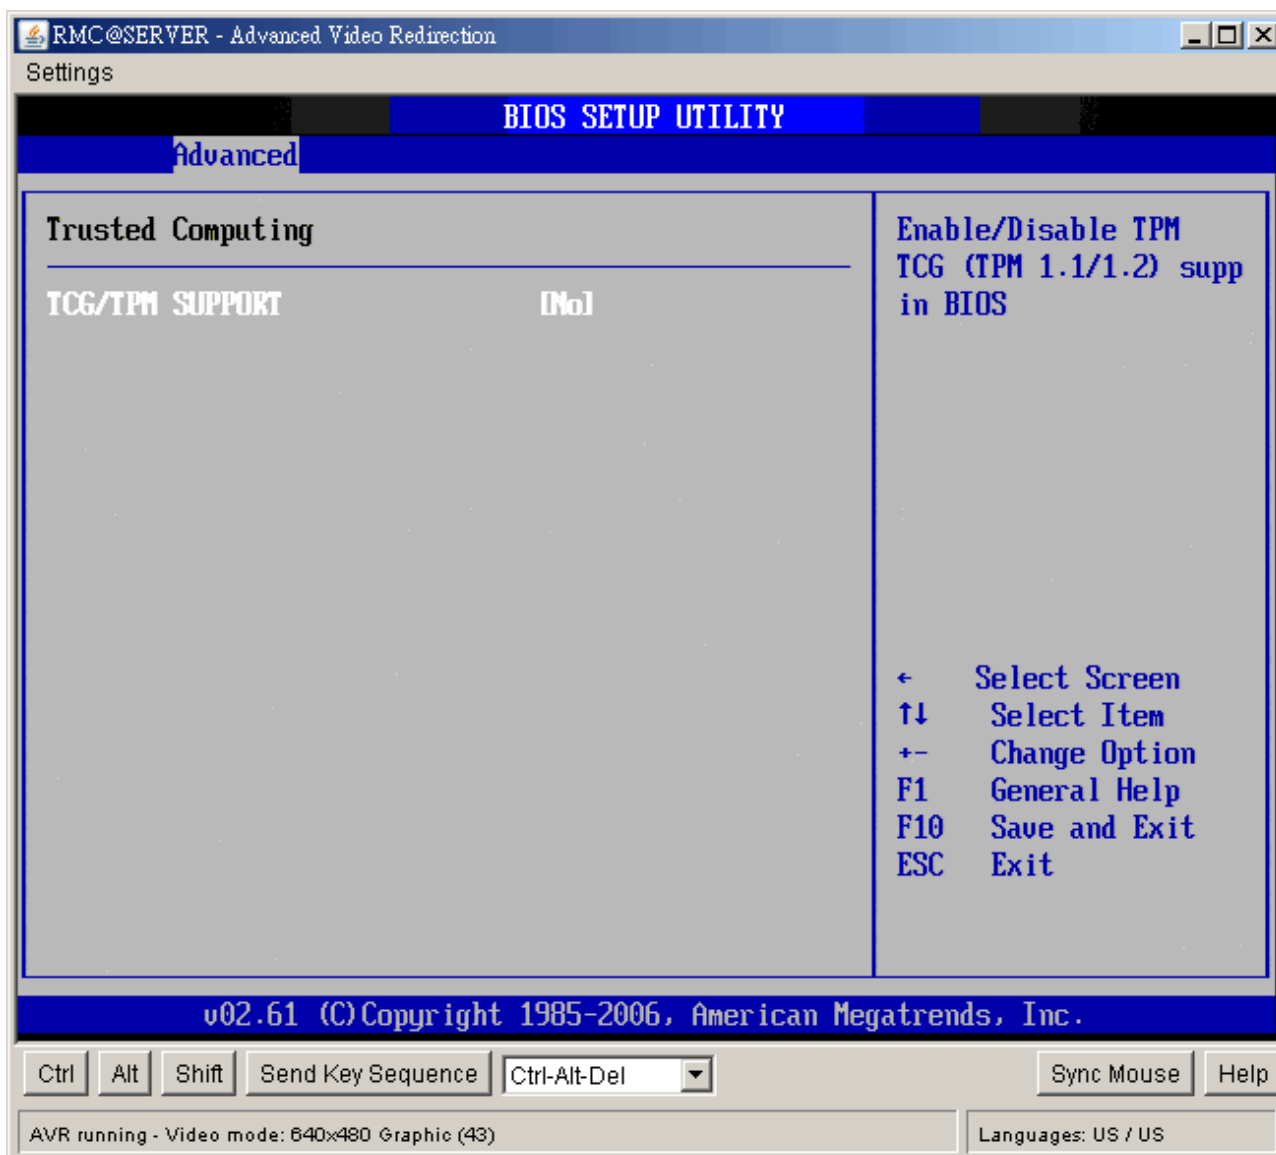 RMC@SERVER - Advanced Video Redirection
Settings
BIOS SETUP UTILITY
Advanced
Trusted Computing
TCG/TPM SUPPORT [No]
Enable/Disable TPM
TCG (TPM 1.1/1.2) supp
in BIOS
← Select Screen
↑↓ Select Item
+- Change Option
F1 General Help
F10 Save and Exit
ESC Exit
v02.61 (C)Copyright 1985-2006, American Megatrends, Inc.
Ctrl Alt Shift Send Key Sequence Ctrl-Alt-Del Sync Mouse Help
AVR running - Video mode: 640x480 Graphic (43) Languages: US / US